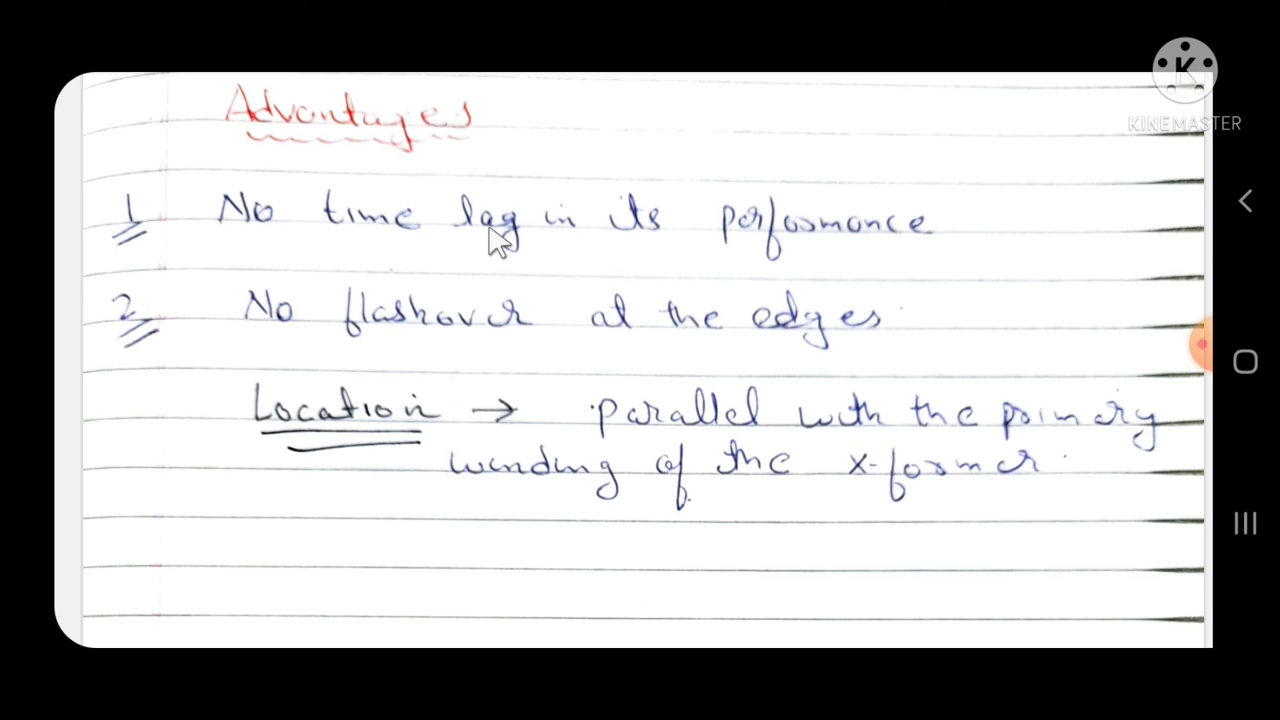 Advantages
KINEMASTER
1 No time lag in its performance
2 No flashover at the edges.
Location → parallel with the primary
winding of the x-former.